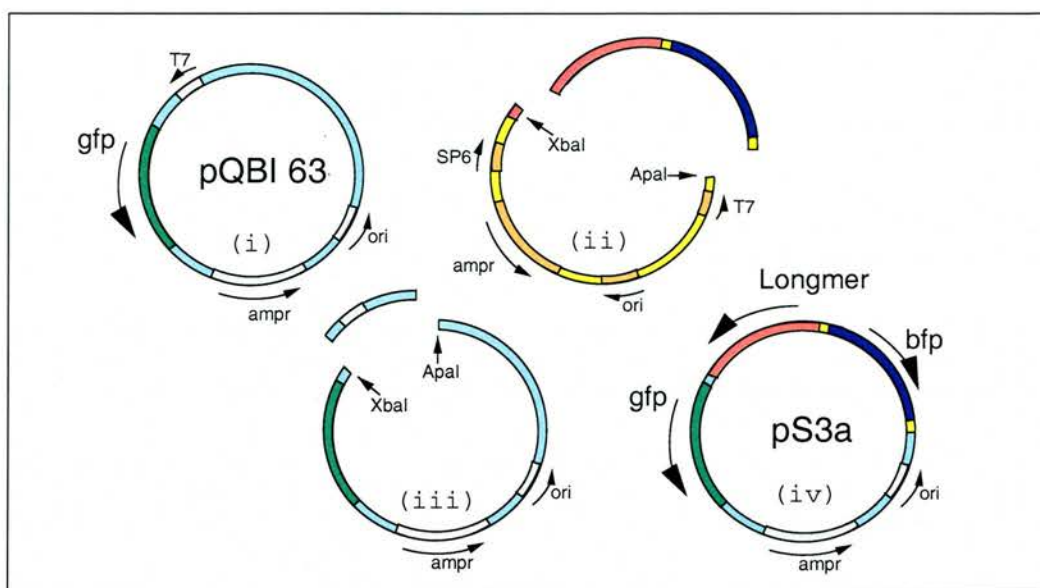 T7
gfp
pQBI 63
(i)
ori
ampr
XbaI
SP6
ApaI
T7
(ii)
ampr
ori
ApaI
XbaI
(iii)
ori
ampr
Longmer
bfp
gfp
pS3a
(iv)
ori
ampr